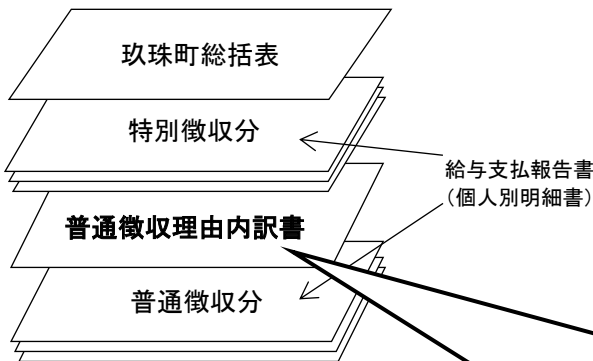 玖珠町総括表
特別徴収分
給与支払報告書
（個人別明細書）
普通徴収理由内訳書
普通徴収分